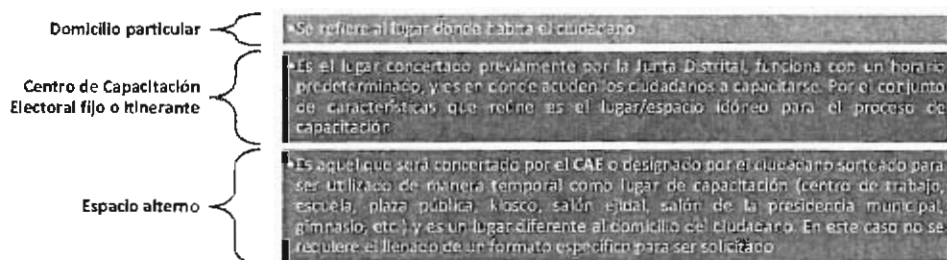 Domicilio particular
•Se refiere al lugar donde habita el ciudadano
Centro de Capacitación
Electoral fijo o Itinerante
•Es el lugar concertado previamente por la Junta Distrital, funciona con un horario
predeterminado, y es en donde acuden los ciudadanos a capacitarse. Por el conjunto
de características que reúne es el lugar/espacio idóneo para el proceso de
capacitación
Espacio alterno
•Es aquel que será concertado por el CAE o designado por el ciudadano sorteado para
ser utilizado de manera temporal como lugar de capacitación (centro de trabajo,
escuela, plaza pública, kiosco, salón ejidal, salón de la presidencia municipal,
gimnasio, etc.) y es un lugar diferente al domicilio del ciudadano. En este caso no se
requiere el llenado de un formato específico para ser solicitado